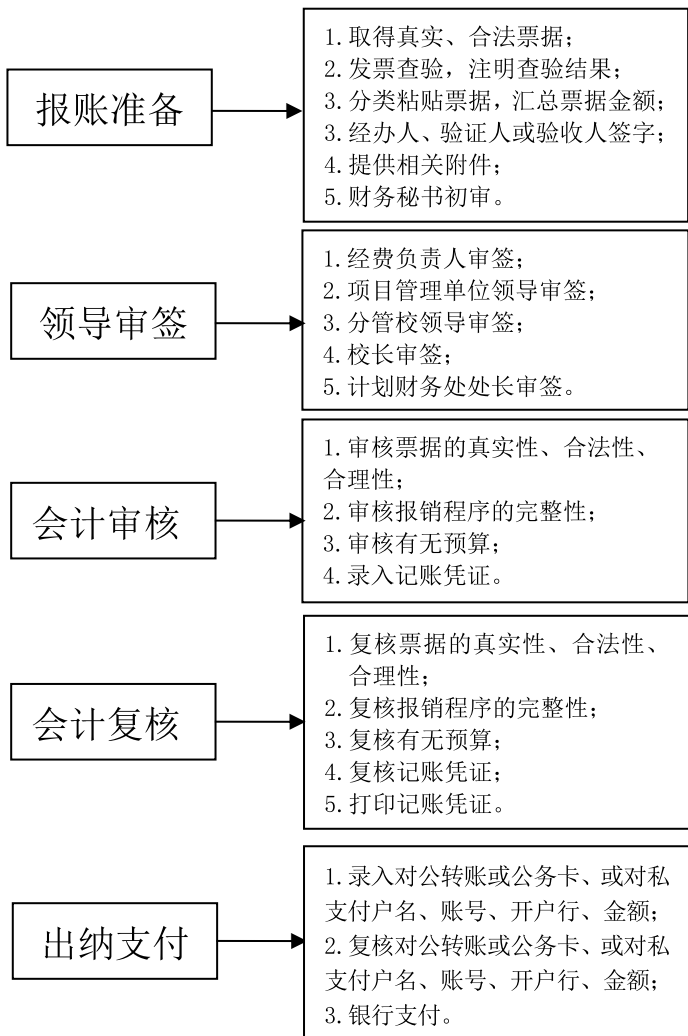 报账准备
1. 取得真实、合法票据;
2. 发票查验，注明查验结果;
3. 分类粘贴票据，汇总票据金额;
3. 经办人、验证人或验收人签字;
4. 提供相关附件;
5. 财务秘书初审。
领导审签
1. 经费负责人审签;
2. 项目管理单位领导审签;
3. 分管校领导审签;
4. 校长审签;
5. 计划财务处处长审签。
会计审核
1. 审核票据的真实性、合法性、
合理性;
2. 审核报销程序的完整性;
3. 审核有无预算;
4. 录入记账凭证。
会计复核
1. 复核票据的真实性、合法性、
合理性;
2. 复核报销程序的完整性;
3. 复核有无预算;
4. 复核记账凭证;
5. 打印记账凭证。
出纳支付
1. 录入对公转账或公务卡、或对私
支付户名、账号、开户行、金额;
2. 复核对公转账或公务卡、或对私
支付户名、账号、开户行、金额;
3. 银行支付。